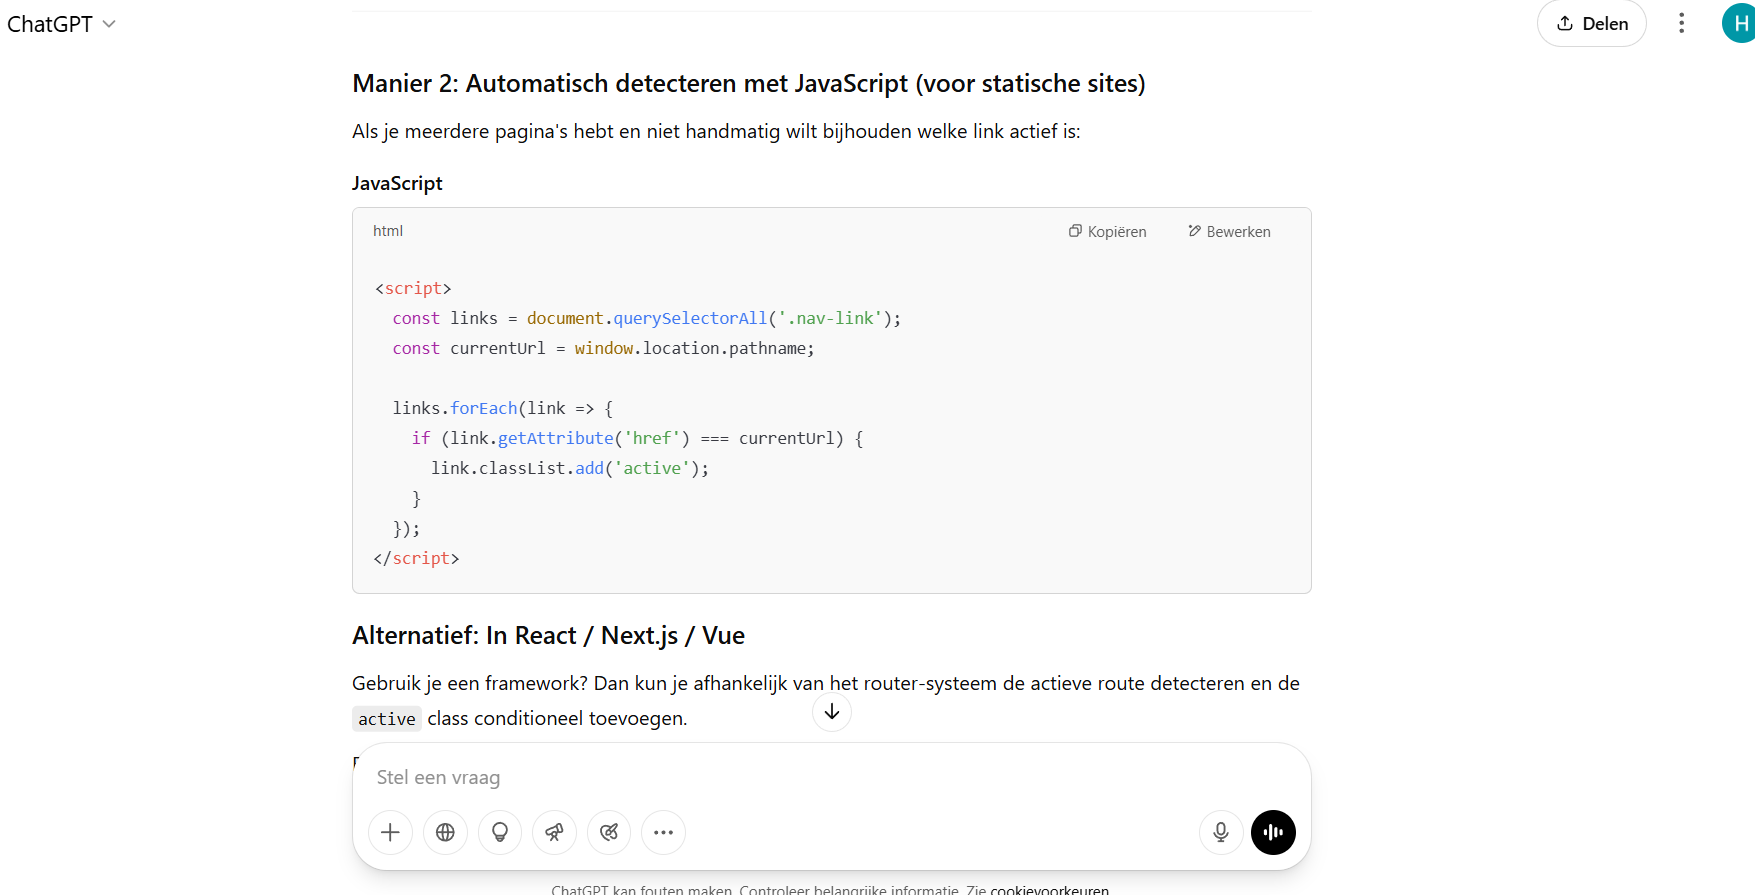 ChatGPT
Delen
H
Manier 2: Automatisch detecteren met JavaScript (voor statische sites)
Als je meerdere pagina's hebt en niet handmatig wilt bijhouden welke link actief is:
JavaScript
html
Kopiëren
Bewerken
<script>
  const links = document.querySelectorAll('.nav-link');
  const currentUrl = window.location.pathname;

  links.forEach(link => {
    if (link.getAttribute('href') === currentUrl) {
      link.classList.add('active');
    }
  });
</script>
Alternatief: In React / Next.js / Vue
Gebruik je een framework? Dan kun je afhankelijk van het router-systeem de actieve route detecteren en de
active class conditioneel toevoegen.
Stel een vraag
ChatGPT kan fouten maken. Controleer belangrijke informatie. Zie cookievoorkeuren.